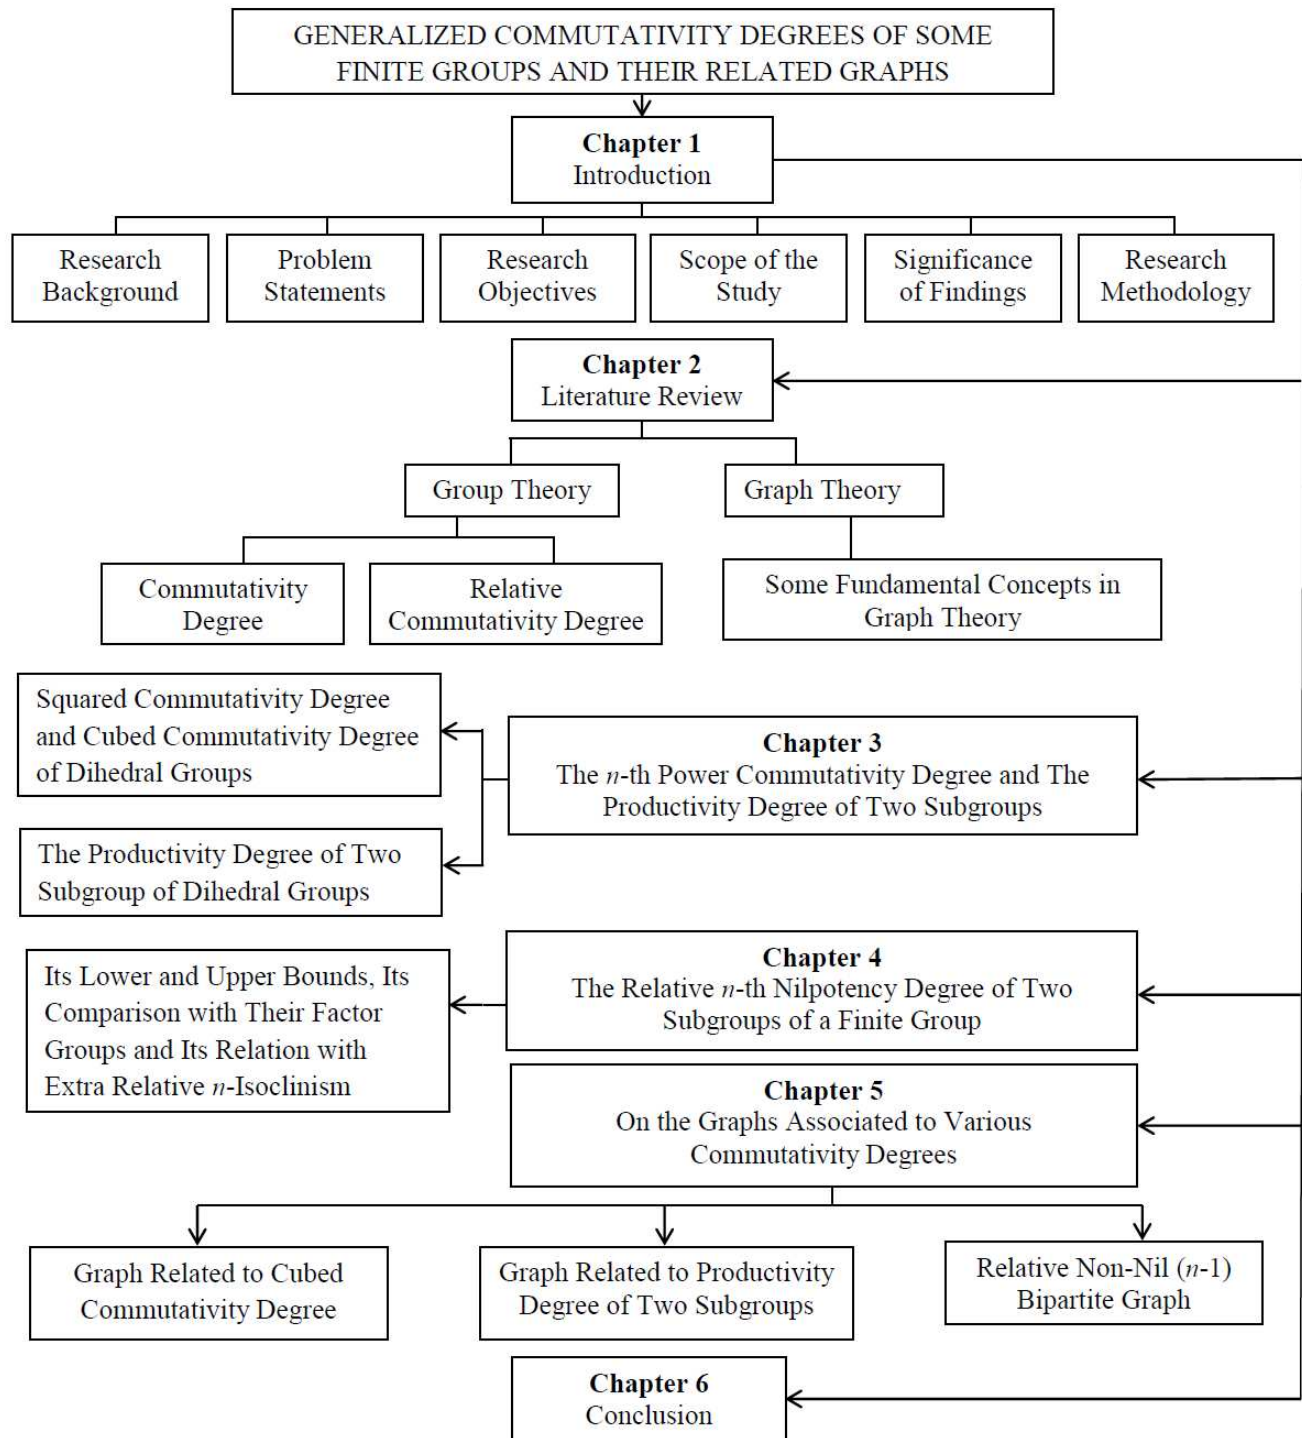 GENERALIZED COMMUTATIVITY DEGREES OF SOME
FINITE GROUPS AND THEIR RELATED GRAPHS
Chapter 1
Introduction
Research
Background
Problem
Statements
Research
Objectives
Scope of the
Study
Significance
of Findings
Research
Methodology
Chapter 2
Literature Review
Group Theory
Graph Theory
Commutativity
Degree
Relative
Commutativity Degree
Some Fundamental Concepts in
Graph Theory
Squared Commutativity Degree
and Cubed Commutativity Degree
of Dihedral Groups
Chapter 3
The n-th Power Commutativity Degree and The
Productivity Degree of Two Subgroups
The Productivity Degree of Two
Subgroup of Dihedral Groups
Chapter 4
The Relative n-th Nilpotency Degree of Two
Subgroups of a Finite Group
Its Lower and Upper Bounds, Its
Comparison with Their Factor
Groups and Its Relation with
Extra Relative n-Isoclinism
Chapter 5
On the Graphs Associated to Various
Commutativity Degrees
Graph Related to Cubed
Commutativity Degree
Graph Related to Productivity
Degree of Two Subgroups
Relative Non-Nil (n-1)
Bipartite Graph
Chapter 6
Conclusion